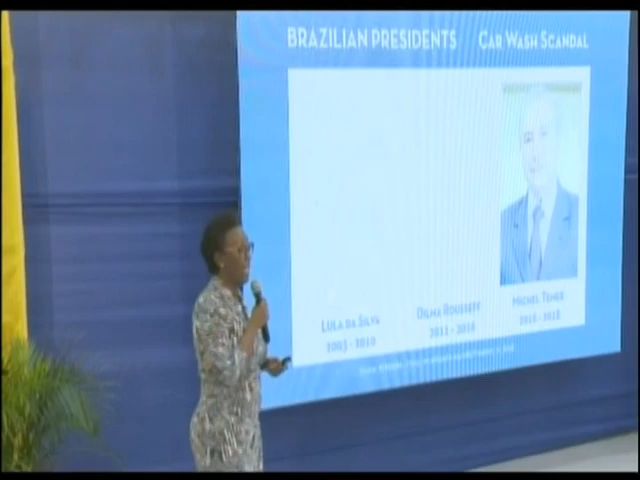 BRAZILIAN PRESIDENTS CAR WASH SCANDAL
LULA DA SILVA
2003 - 2010
DILMA ROUSSEFF
2011 - 2016
MICHEL TEMER
2016 - 2018